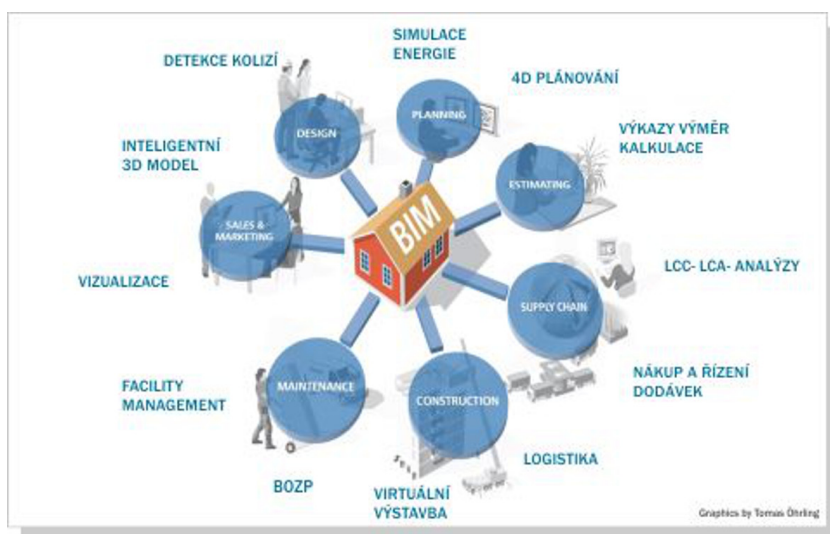 SIMULACE
ENERGIE
DETEKCE KOLIZÍ
4D PLÁNOVÁNÍ
PLANNING
DESIGN
VÝKAZY VÝMĚR
KALKULACE
INTELIGENTNÍ
3D MODEL
ESTIMATING
BIM
SALES &
MARKETING
LCC- LCA- ANALÝZY
VIZUALIZACE
SUPPLY CHAIN
NÁKUP A ŘÍZENÍ
DODÁVEK
FACILITY
MANAGEMENT
MAINTENANCE
CONSTRUCTION
LOGISTIKA
BOZP
VIRTUÁLNÍ
VÝSTAVBA
Graphics by Tomas Öhrling